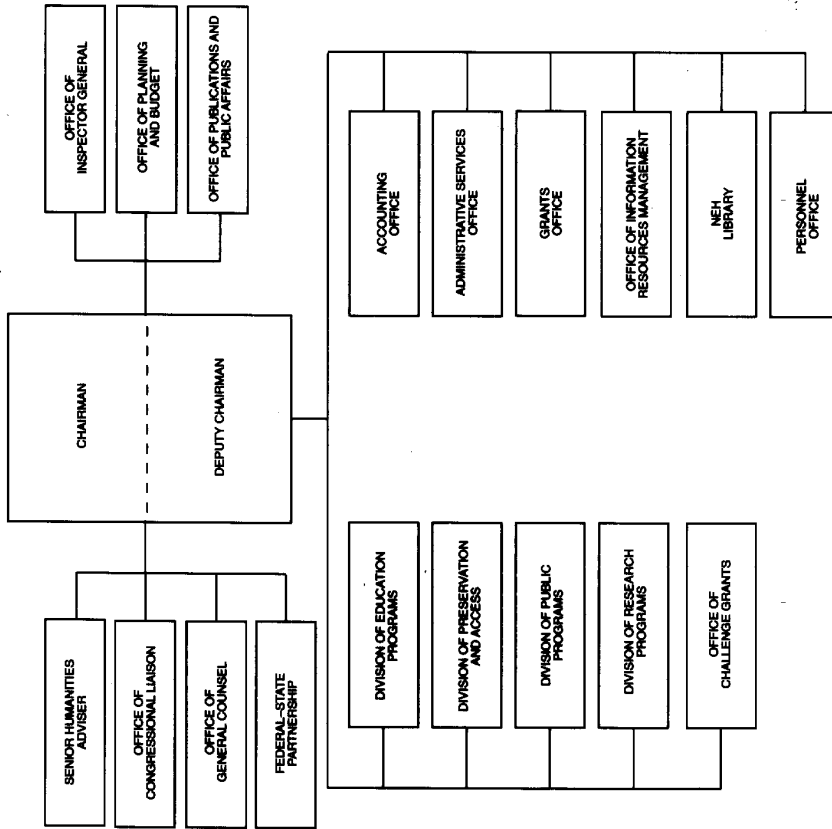 CHAIRMAN
DEPUTY CHAIRMAN
SENIOR HUMANITIES
ADVISER
OFFICE OF
CONGRESSIONAL LIAISON
OFFICE OF
GENERAL COUNSEL
FEDERAL–STATE
PARTNERSHIP
OFFICE OF
INSPECTOR GENERAL
OFFICE OF PLANNING
AND BUDGET
OFFICE OF PUBLICATIONS AND
PUBLIC AFFAIRS
DIVISION OF EDUCATION
PROGRAMS
DIVISION OF PRESERVATION
AND ACCESS
DIVISION OF PUBLIC
PROGRAMS
DIVISION OF RESEARCH
PROGRAMS
OFFICE OF
CHALLENGE GRANTS
ACCOUNTING
OFFICE
ADMINISTRATIVE SERVICES
OFFICE
GRANTS
OFFICE
OFFICE OF INFORMATION
RESOURCES MANAGEMENT
NEH
LIBRARY
PERSONNEL
OFFICE